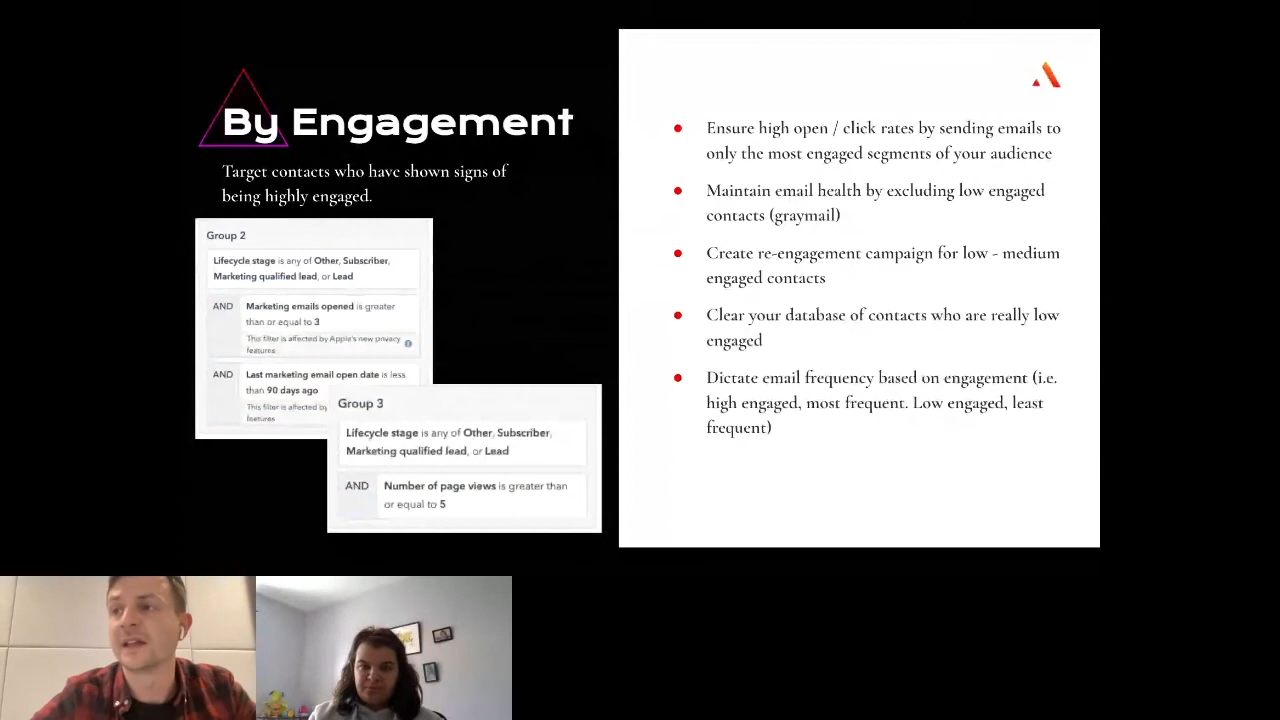 By Engagement
Target contacts who have shown signs of
being highly engaged.
Group 2
Lifecycle stage is any of Other, Subscriber,
Marketing qualified lead, or Lead
AND Marketing emails opened is greater
than or equal to 3
This filter is affected by Apple's new privacy
features
AND Last marketing email open date is less
than 90 days ago
This filter is affected by
features
Group 3
Lifecycle stage is any of Other, Subscriber,
Marketing qualified lead, or Lead
AND Number of page views is greater than
or equal to 5
Ensure high open / click rates by sending emails to
only the most engaged segments of your audience
Maintain email health by excluding low engaged
contacts (graymail)
Create re-engagement campaign for low - medium
engaged contacts
Clear your database of contacts who are really low
engaged
Dictate email frequency based on engagement (i.e.
high engaged, most frequent. Low engaged, least
frequent)